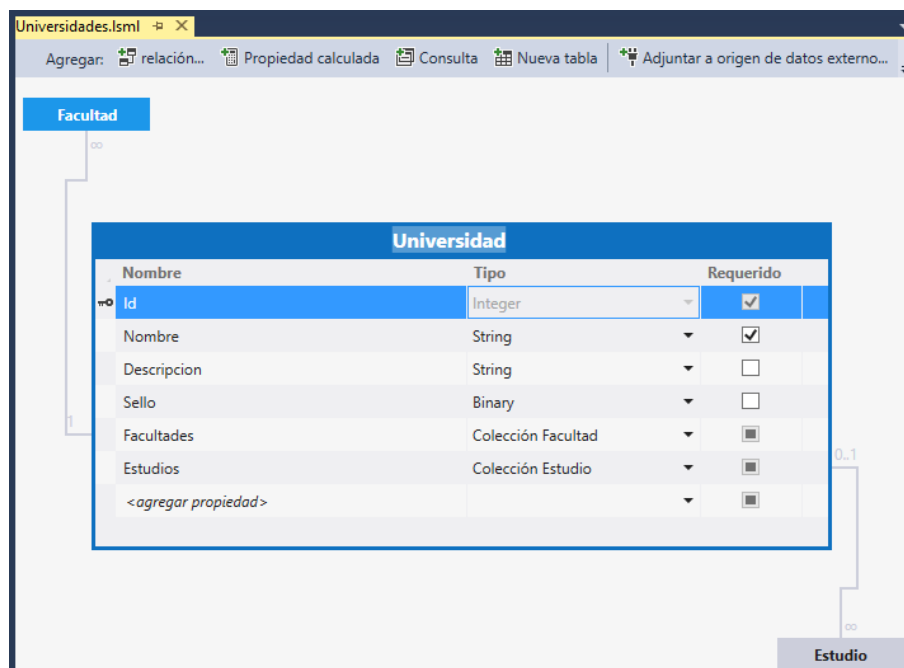 Universidades.lsml
Agregar: relación... Propiedad calculada Consulta Nueva tabla Adjuntar a origen de datos externo...
Facultad
∞
Universidad
Nombre Tipo Requerido
Id Integer
Nombre String
Descripcion String
Sello Binary
1
Facultades Colección Facultad
0..1
Estudios Colección Estudio
<agregar propiedad>
∞
Estudio